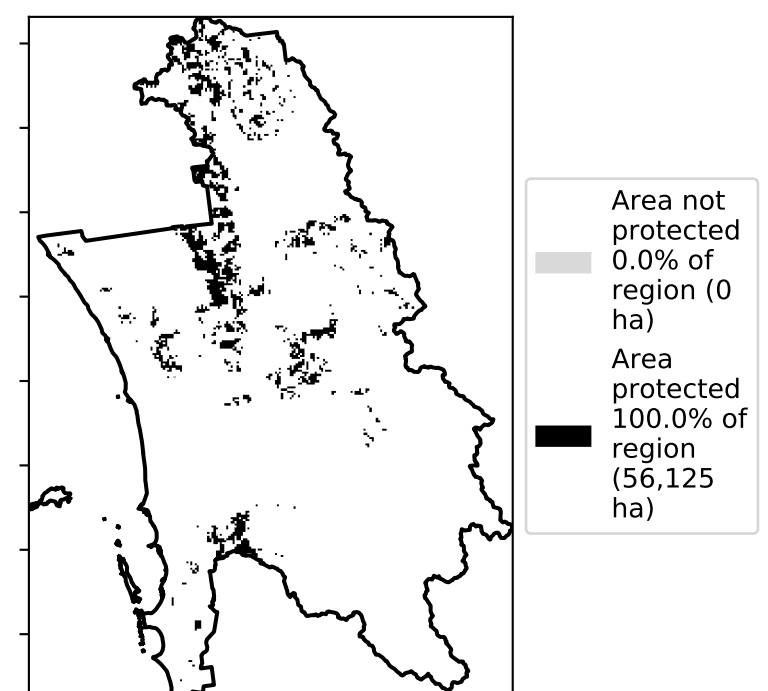 Area not
protected
0.0% of
region (0
ha)
Area
protected
100.0% of
region
(56,125
ha)